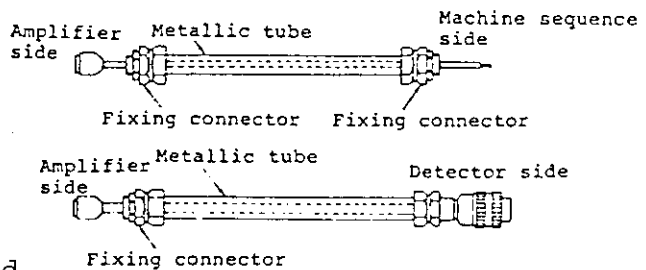 Amplifier side
Metallic tube
Machine sequence side
Fixing connector
Fixing connector
Amplifier side
Metallic tube
Detector side
Fixing connector
d